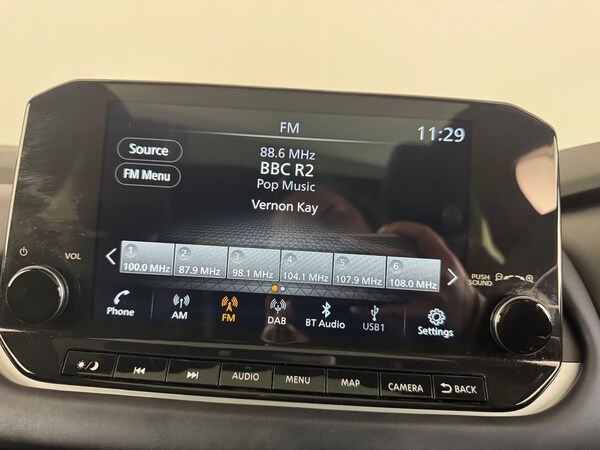 FM
11:29
Source
88.6 MHz
BBC R2
FM Menu
Pop Music
Vernon Kay
VOL
PUSH
SOUND
1 2 3 4 5 6
100.0 MHz 87.9 MHz 98.1 MHz 104.1 MHz 107.9 MHz 108.0 MHz
Phone AM FM DAB BT Audio USB1 Settings
AUDIO MENU MAP CAMERA BACK